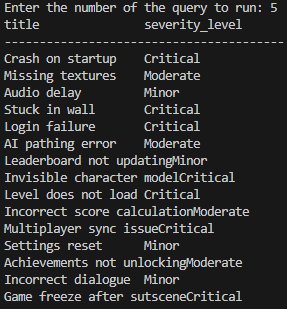 Enter the number of the query to run: 5
title severity_level
----------------------------------------
Crash on startup Critical
Missing textures Moderate
Audio delay Minor
Stuck in wall Critical
Login failure Critical
AI pathing error Moderate
Leaderboard not updatingMinor
Invisible character modelCritical
Level does not load Critical
Incorrect score calculationModerate
Multiplayer sync issueCritical
Settings reset Minor
Achievements not unlockingModerate
Incorrect dialogue Minor
Game freeze after sutsceneCritical